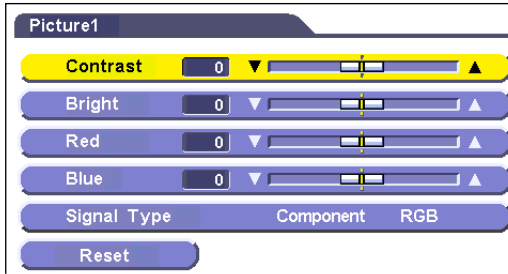 Picture1
Contrast 0
Bright 0
Red 0
Blue 0
Signal Type Component RGB
Reset